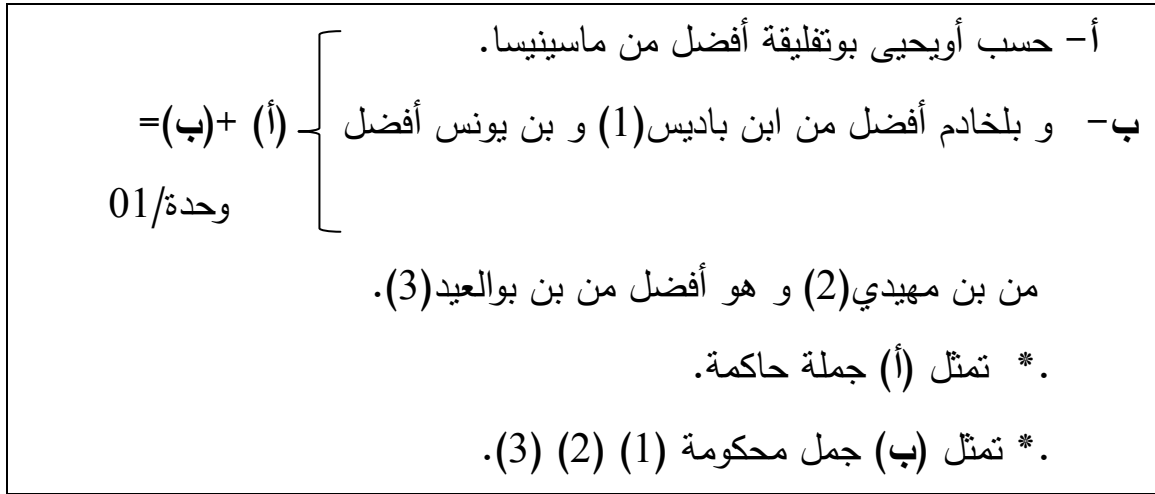 أ- حسب أويحيى بوتفليقة أفضل من ماسينيسا.
ب- و بلخادم أفضل من ابن باديس(1) و بن يونس أفضل (أ) +(ب)=
وحدة/01
من بن مهيدي(2) و هو أفضل من بن بوالعيد(3).
.* تمثل (أ) جملة حاكمة.
.* تمثل (ب) جمل محكومة (1) (2) (3).